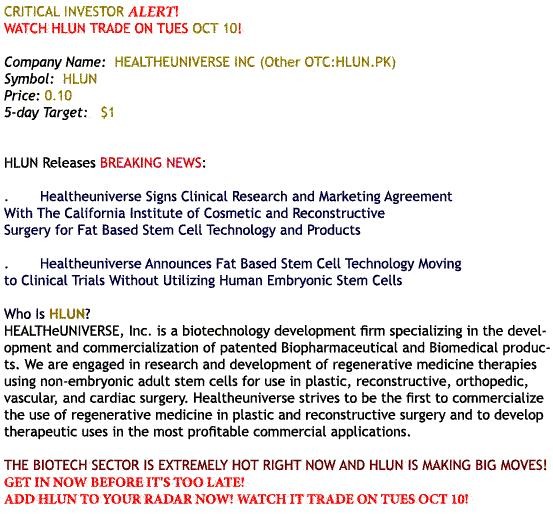 CRITICAL INVESTOR ALERT!
WATCH HLUN TRADE ON TUES OCT 10!
Company Name: HEALTHEUNIVERSE INC (Other OTC:HLUN.PK)
Symbol: HLUN
Price: 0.10
5-day Target: $1
HLUN Releases BREAKING NEWS:
. Healtheuniverse Signs Clinical Research and Marketing Agreement
With The California Institute of Cosmetic and Reconstructive
Surgery for Fat Based Stem Cell Technology and Products
. Healtheuniverse Announces Fat Based Stem Cell Technology Moving
to Clinical Trials Without Utilizing Human Embryonic Stem Cells
Who is HLUN?
HEALTHeUNIVERSE, Inc. is a biotechnology development firm specializing in the devel-
opment and commercialization of patented Biopharmaceutical and Biomedical produc-
ts. We are engaged in research and development of regenerative medicine therapies
using non-embryonic adult stem cells for use in plastic, reconstructive, orthopedic,
vascular, and cardiac surgery. Healtheuniverse strives to be the first to commercialize
the use of regenerative medicine in plastic and reconstructive surgery and to develop
therapeutic uses in the most profitable commercial applications.
THE BIOTECH SECTOR IS EXTREMELY HOT RIGHT NOW AND HLUN IS MAKING BIG MOVES!
GET IN NOW BEFORE IT'S TOO LATE!
ADD HLUN TO YOUR RADAR NOW! WATCH IT TRADE ON TUES OCT 10!